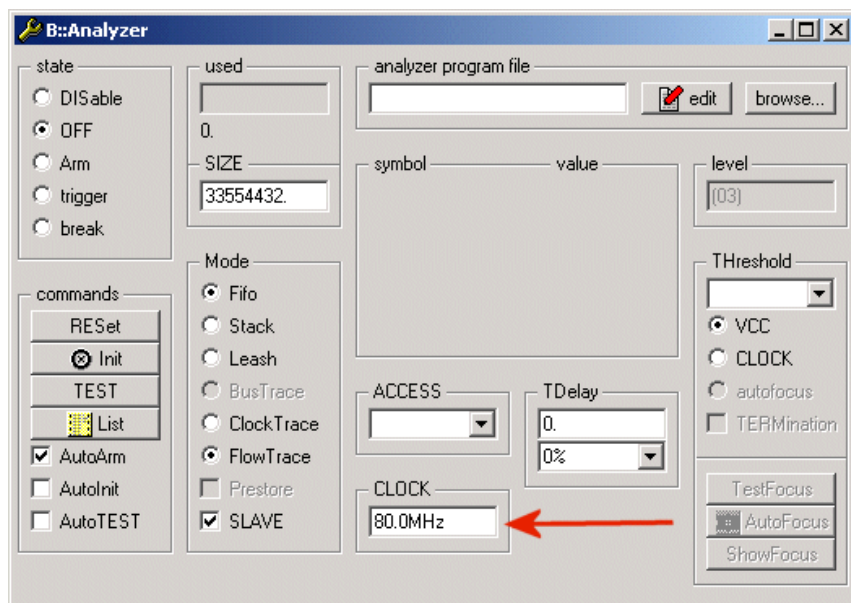 B::Analyzer
state
DISable
OFF
Arm
trigger
break
used
0.
SIZE
33554432.
analyzer program file
edit
browse...
symbol
value
level
(03)
commands
RESet
Init
TEST
List
AutoArm
AutoInit
AutoTEST
Mode
Fifo
Stack
Leash
BusTrace
ClockTrace
FlowTrace
Prestore
SLAVE
ACCESS
CLOCK
80.0MHz
TDelay
0.
0%
THreshold
VCC
CLOCK
autofocus
TERMination
TestFocus
AutoFocus
ShowFocus